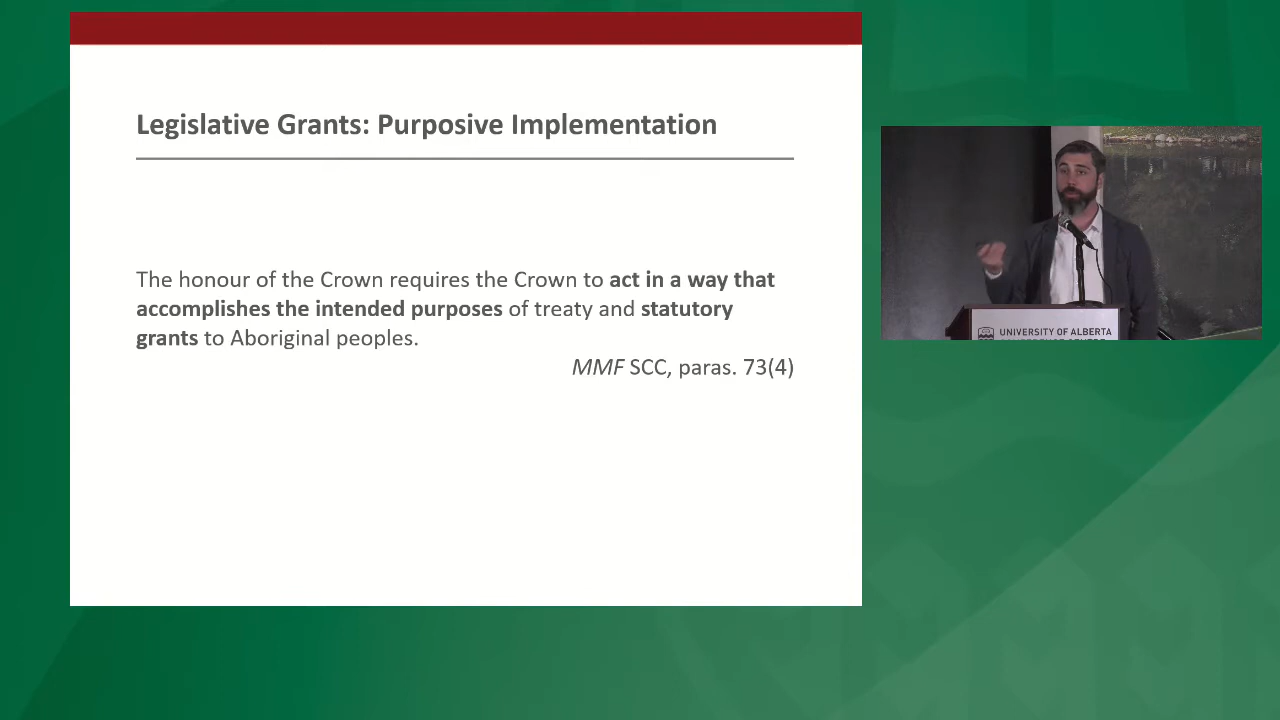 Legislative Grants: Purposive Implementation
The honour of the Crown requires the Crown to act in a way that
accomplishes the intended purposes of treaty and statutory
grants to Aboriginal peoples.
MMF SCC, paras. 73(4)
UNIVERSITY OF ALBERTA